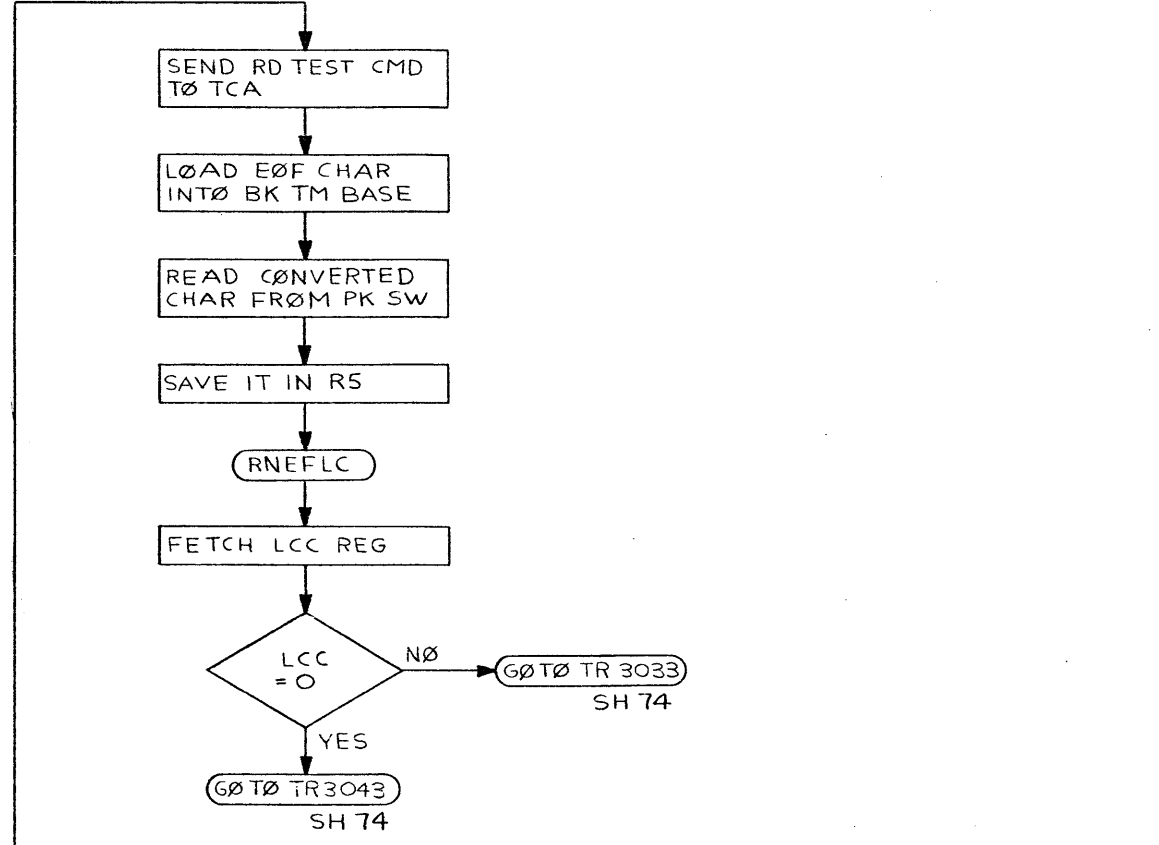 SEND RD TEST CMD
TØ TCA
LØAD EØF CHAR
INTØ BK TM BASE
READ CØNVERTED
CHAR FRØM PK SW
SAVE IT IN R5
RNEFLC
FETCH LCC REG
LCC
= 0
NØ
GØ TØ TR 3033
SH 74
YES
GØ TØ TR3043
SH 74